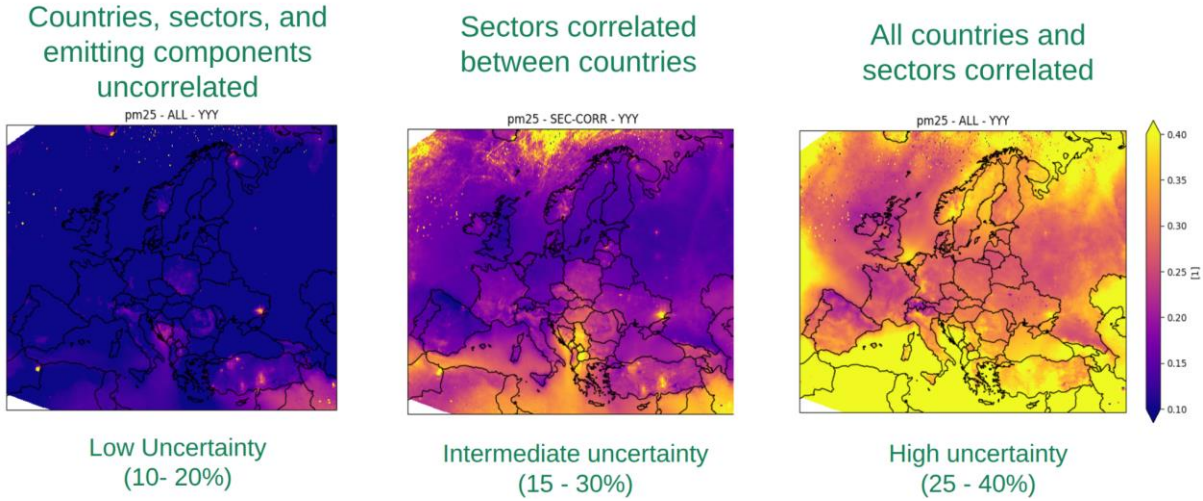 Countries, sectors, and
emitting components
uncorrelated
pm25 - ALL - YYY
Low Uncertainty
(10- 20%)
Sectors correlated
between countries
pm25 - SEC-CORR - YYY
Intermediate uncertainty
(15 - 30%)
All countries and
sectors correlated
pm25 - ALL - YYY
High uncertainty
(25 - 40%)
0.40
0.35
0.30
0.25
0.20
0.15
0.10
[1]